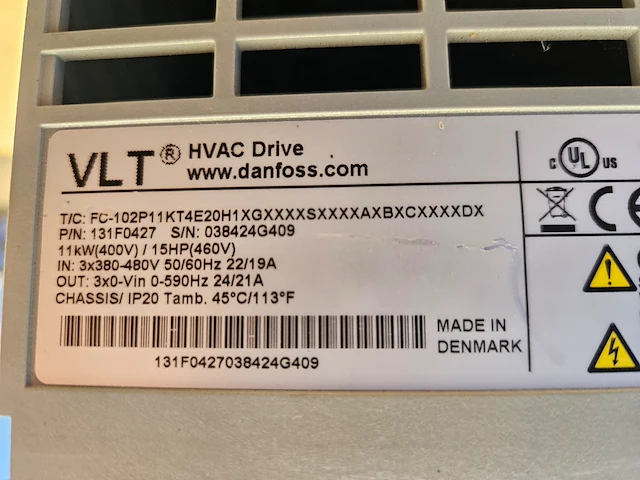 VLT® HVAC Drive
www.danfoss.com
T/C: FC-102P11KT4E20H1XGXXXXSXXXXAXBXCXXXXDX
P/N: 131F0427 S/N: 038424G409
11kW(400V) / 15HP(460V)
IN: 3x380-480V 50/60Hz 22/19A
OUT: 3x0-Vin 0-590Hz 24/21A
CHASSIS/ IP20 Tamb. 45°C/113°F
131F0427038424G409
MADE IN
DENMARK
C UL US